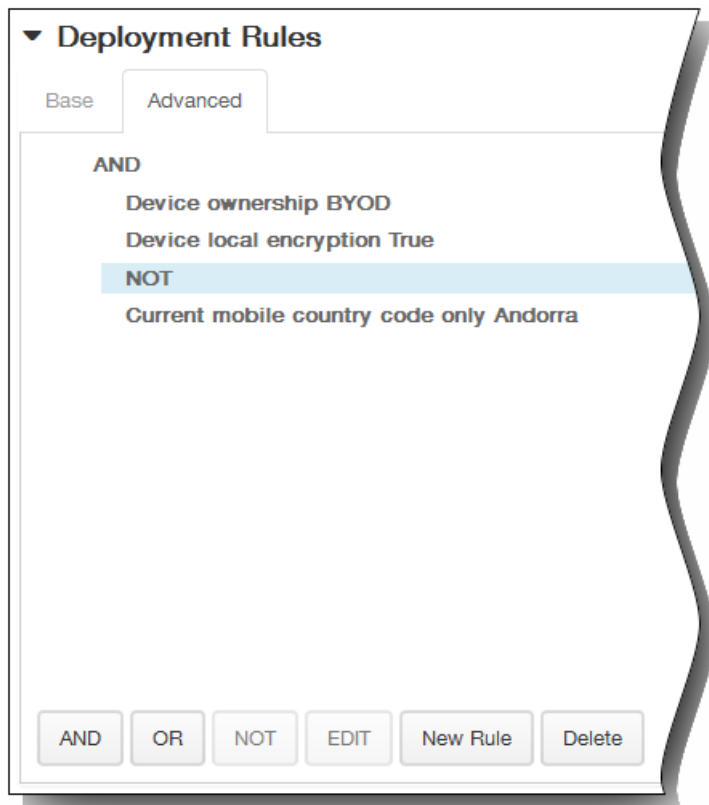 Deployment Rules
Base Advanced
AND
Device ownership BYOD
Device local encryption True
NOT
Current mobile country code only Andorra
AND OR NOT EDIT New Rule Delete